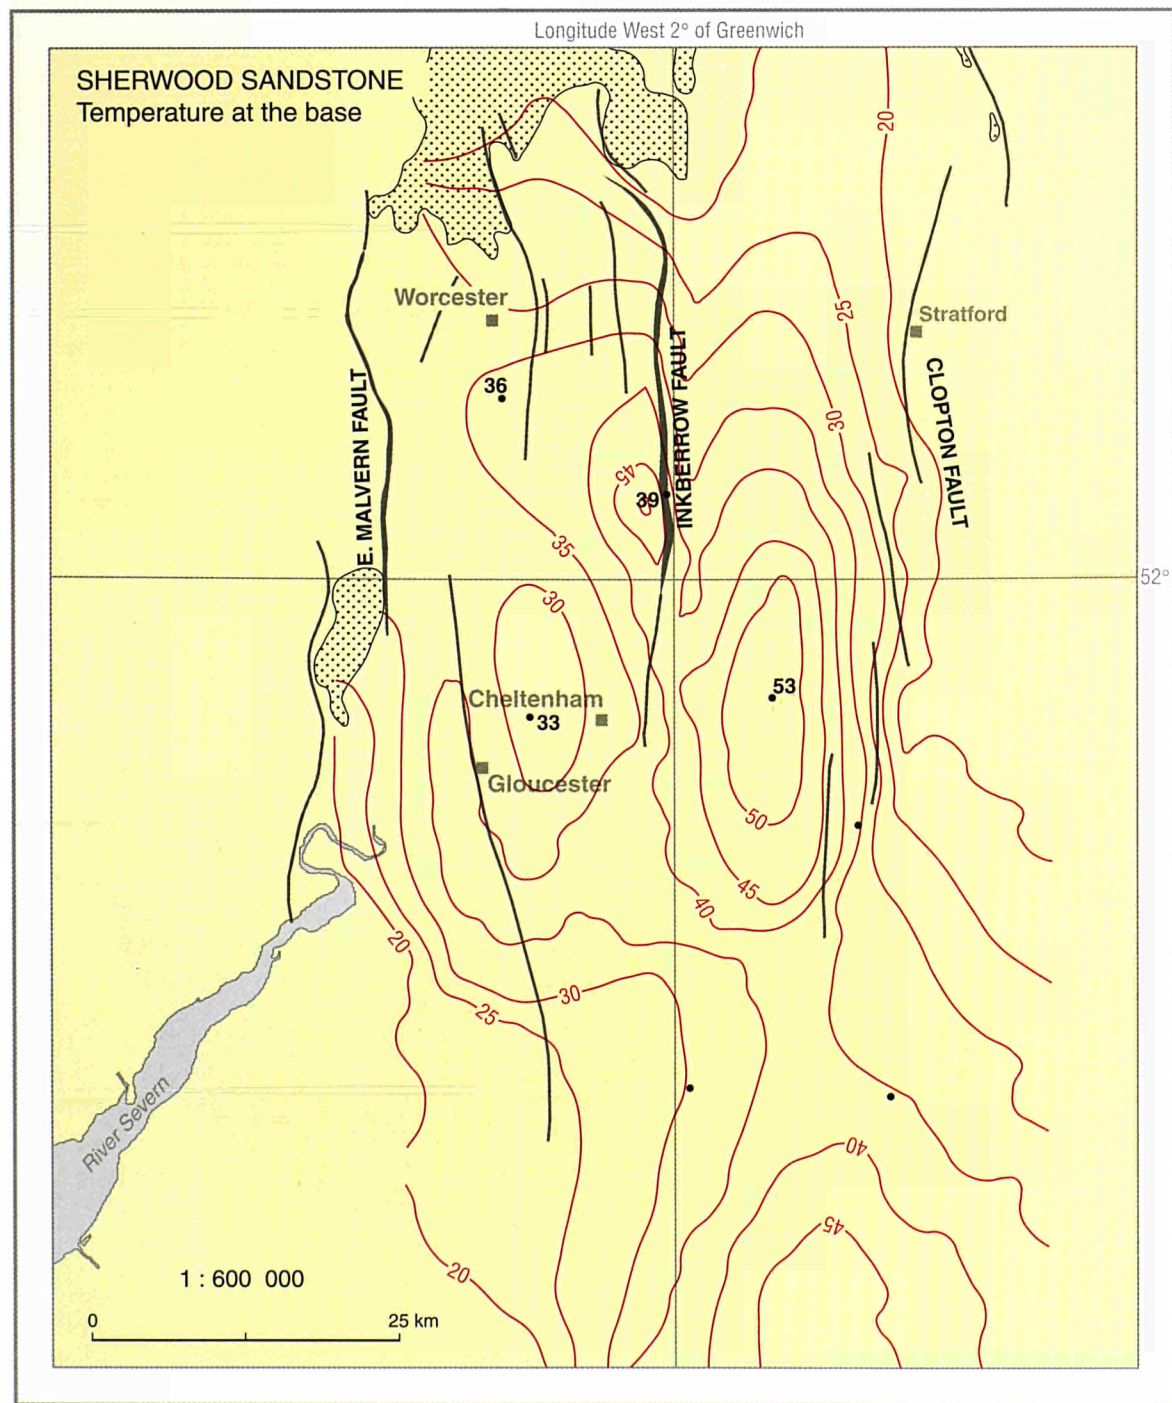 Longitude West 2° of Greenwich
SHERWOOD SANDSTONE
Temperature at the base
20
Worcester
25
Stratford
36
E. MALVERN FAULT
INKBERROW FAULT
CLOPTON FAULT
30
45
39
35
52°
30
53
Cheltenham
33
Gloucester
50
45
40
20
30
25
River Severn
40
45
20
1 : 600 000
0 25 km